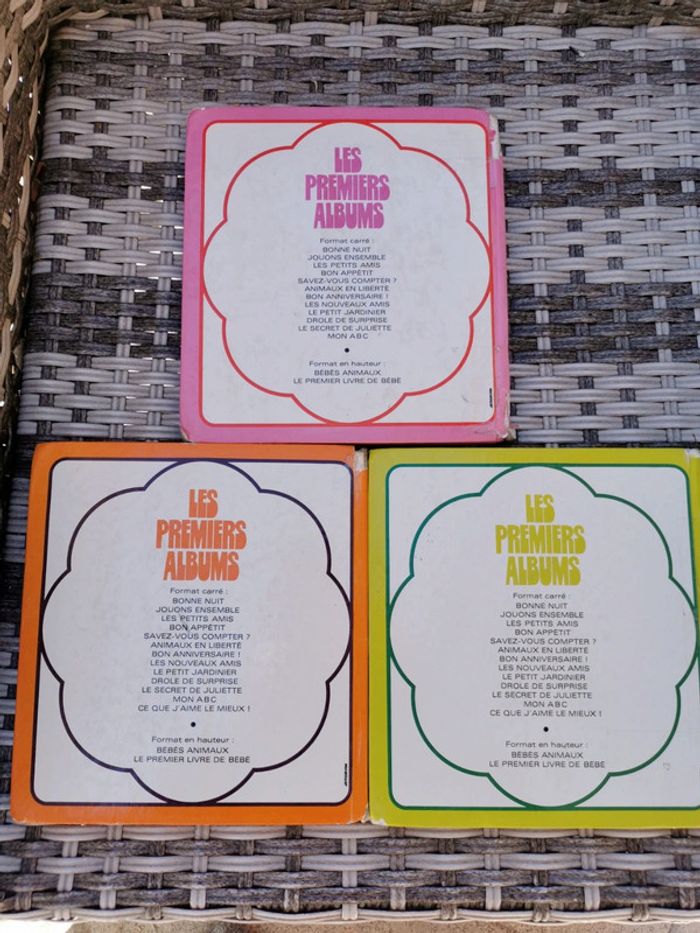 LES
PREMIERS
ALBUMS
Format carré :
BONNE NUIT
JOUONS ENSEMBLE
LES PETITS AMIS
BON APPÉTIT
SAVEZ-VOUS COMPTER ?
ANIMAUX EN LIBERTÉ
BON ANNIVERSAIRE !
LES NOUVEAUX AMIS
LE PETIT JARDINIER
DROLE DE SURPRISE
LE SECRET DE JULIETTE
MON ABC
•
Format en hauteur :
BÉBÉS ANIMAUX
LE PREMIER LIVRE DE BÉBÉ
LES
PREMIERS
ALBUMS
Format carré :
BONNE NUIT
JOUONS ENSEMBLE
LES PETITS AMIS
BON APPÉTIT
SAVEZ-VOUS COMPTER ?
ANIMAUX EN LIBERTÉ
BON ANNIVERSAIRE !
LES NOUVEAUX AMIS
LE PETIT JARDINIER
DROLE DE SURPRISE
LE SECRET DE JULIETTE
MON ABC
CE QUE J'AIME LE MIEUX !
•
Format en hauteur :
BÉBÉS ANIMAUX
LE PREMIER LIVRE DE BÉBÉ
LES
PREMIERS
ALBUMS
Format carré :
BONNE NUIT
JOUONS ENSEMBLE
LES PETITS AMIS
BON APPÉTIT
SAVEZ-VOUS COMPTER ?
ANIMAUX EN LIBERTÉ
BON ANNIVERSAIRE !
LES NOUVEAUX AMIS
LE PETIT JARDINIER
DROLE DE SURPRISE
LE SECRET DE JULIETTE
MON ABC
CE QUE J'AIME LE MIEUX !
•
Format en hauteur :
BÉBÉS ANIMAUX
LE PREMIER LIVRE DE BÉBÉ